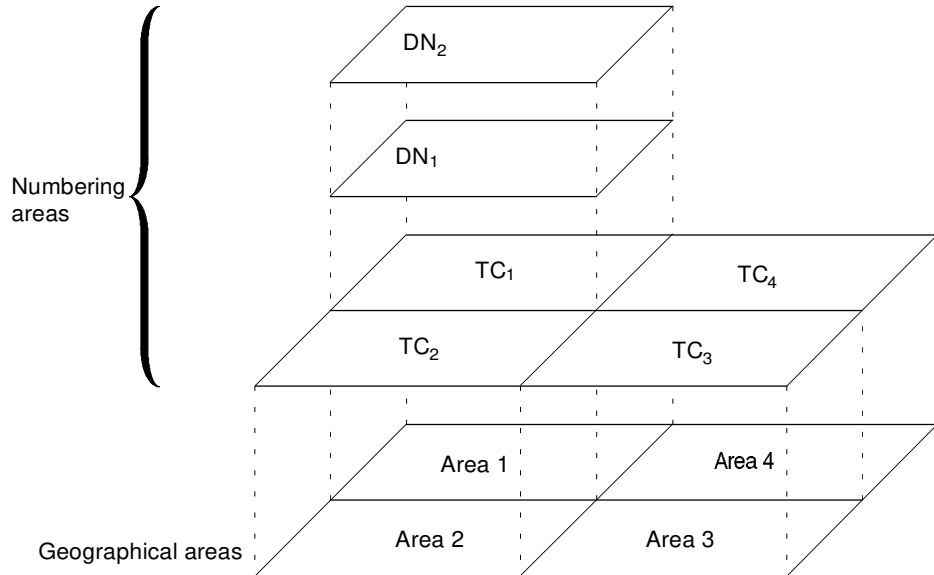 DN₂
DN₁
Numbering
areas
TC₁
TC₄
TC₂
TC₃
Area 1
Area 4
Area 2
Area 3
Geographical areas